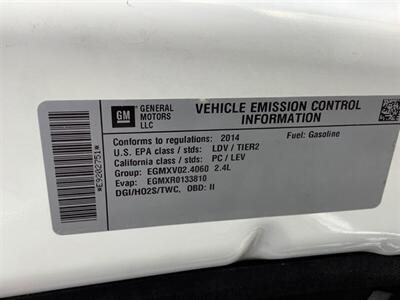 GM
GENERAL MOTORS LLC
VEHICLE EMISSION CONTROL
INFORMATION
Conforms to regulations: 2014
Fuel: Gasoline
U.S. EPA class / stds: LDV / TIER2
California class / stds: PC / LEV
Group: EGMXV02.4060 2.4L
Evap: EGMXR0133810
DGI/HO2S/TWC, OBD: II
*E9202751*